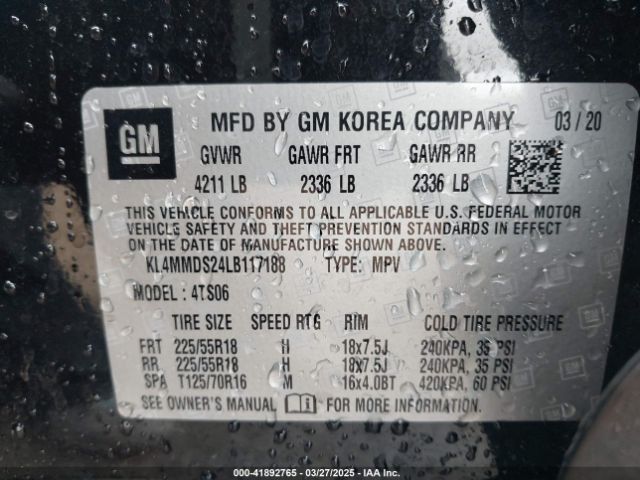 GM
MFD BY GM KOREA COMPANY 03 / 20
GVWR GAWR FRT GAWR RR
4211 LB 2336 LB 2336 LB
THIS VEHICLE CONFORMS TO ALL APPLICABLE U.S. FEDERAL MOTOR
VEHICLE SAFETY AND THEFT PREVENTION STANDARDS IN EFFECT
ON THE DATE OF MANUFACTURE SHOWN ABOVE.
KL4MMDS24LB117188 TYPE: MPV
MODEL : 4TS06
TIRE SIZE SPEED RTG RIM COLD TIRE PRESSURE
FRT 225/55R18 H 18x7.5J 240KPA, 35 PSI
RR 225/55R18 H 18x7.5J 240KPA, 35 PSI
SPA T125/70R16 M 16x4.0BT 420KPA, 60 PSI
SEE OWNER'S MANUAL FOR MORE INFORMATION.
000-41892765 - 03/27/2025 - IAA Inc.